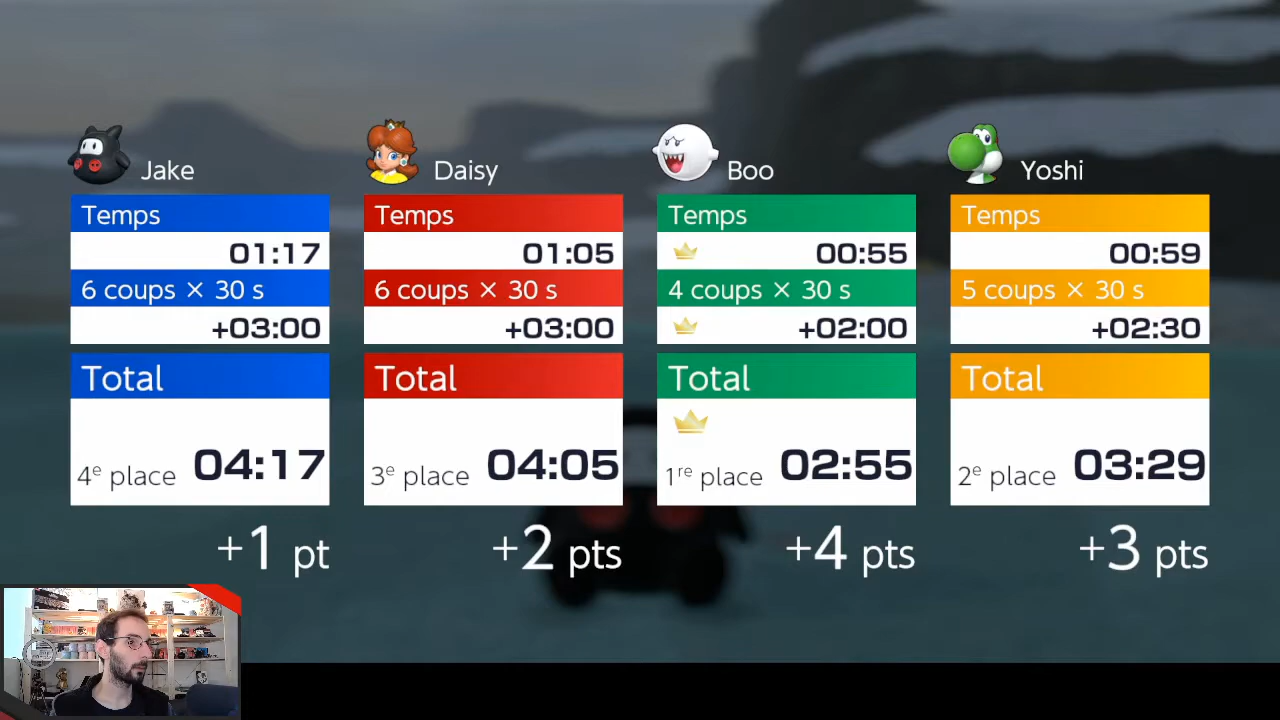 Jake
Temps
01:17
6 coups × 30 s
+03:00
Total
4e place 04:17
+1 pt
Daisy
Temps
01:05
6 coups × 30 s
+03:00
Total
3e place 04:05
+2 pts
Boo
Temps
00:55
4 coups × 30 s
+02:00
Total
1re place 02:55
+4 pts
Yoshi
Temps
00:59
5 coups × 30 s
+02:30
Total
2e place 03:29
+3 pts